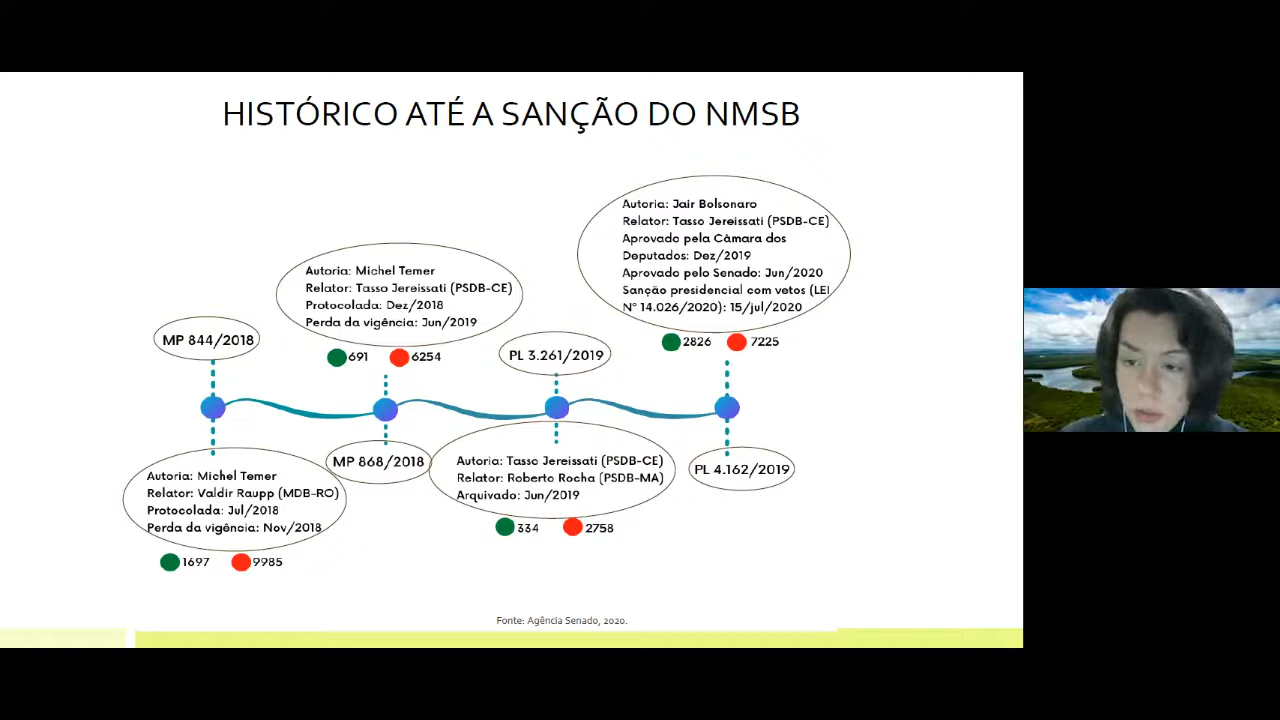 HISTÓRICO ATÉ A SANÇÃO DO NMSB
MP 844/2018
Autoria: Michel Temer
Relator: Valdir Raupp (MDB-RO)
Protocolada: Jul/2018
Perda da vigência: Nov/2018
1697 9985
Autoria: Michel Temer
Relator: Tasso Jereissati (PSDB-CE)
Protocolada: Dez/2018
Perda da vigência: Jun/2019
691 6254
MP 868/2018
PL 3.261/2019
Autoria: Tasso Jereissati (PSDB-CE)
Relator: Roberto Rocha (PSDB-MA)
Arquivado: Jun/2019
334 2758
Autoria: Jair Bolsonaro
Relator: Tasso Jereissati (PSDB-CE)
Aprovado pela Câmara dos
Deputados: Dez/2019
Aprovado pelo Senado: Jun/2020
Sanção presidencial com vetos (LEI
Nº 14.026/2020): 15/jul/2020
2826 7225
PL 4.162/2019
Fonte: Agência Senado, 2020.